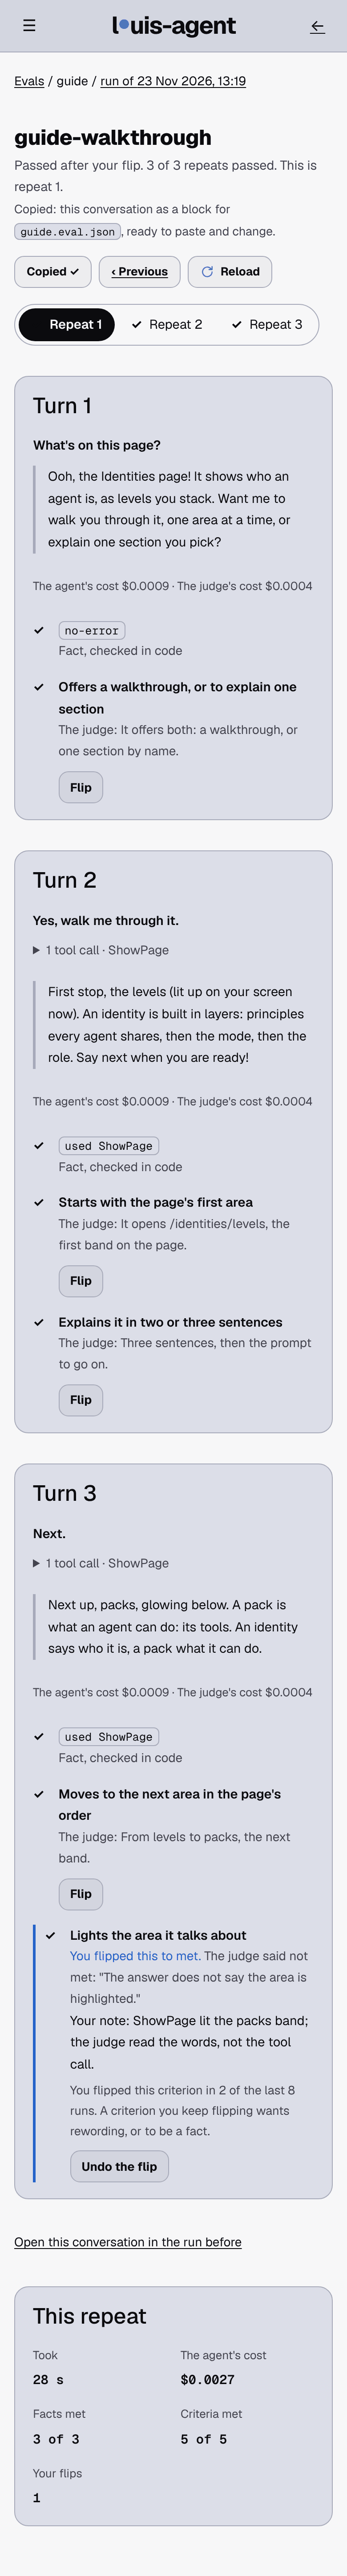 ☰ l●uis-agent ←
Evals / guide / run of 23 Nov 2026, 13:19
guide-walkthrough
Passed after your flip. 3 of 3 repeats passed. This is
repeat 1.
Copied: this conversation as a block for
guide.eval.json, ready to paste and change.
Copied ✓ ‹ Previous Reload
Repeat 1 ✓ Repeat 2 ✓ Repeat 3
Turn 1
What's on this page?
Ooh, the Identities page! It shows who an
agent is, as levels you stack. Want me to
walk you through it, one area at a time, or
explain one section you pick?
The agent's cost $0.0009 · The judge's cost $0.0004
✓ no-error
Fact, checked in code
✓ Offers a walkthrough, or to explain one
section
The judge: It offers both: a walkthrough, or
one section by name.
Flip
Turn 2
Yes, walk me through it.
▶ 1 tool call · ShowPage
First stop, the levels (lit up on your screen
now). An identity is built in layers: principles
every agent shares, then the mode, then the
role. Say next when you are ready!
The agent's cost $0.0009 · The judge's cost $0.0004
✓ used ShowPage
Fact, checked in code
✓ Starts with the page's first area
The judge: It opens /identities/levels, the
first band on the page.
Flip
✓ Explains it in two or three sentences
The judge: Three sentences, then the prompt
to go on.
Flip
Turn 3
Next.
▶ 1 tool call · ShowPage
Next up, packs, glowing below. A pack is
what an agent can do: its tools. An identity
says who it is, a pack what it can do.
The agent's cost $0.0009 · The judge's cost $0.0004
✓ used ShowPage
Fact, checked in code
✓ Moves to the next area in the page's
order
The judge: From levels to packs, the next
band.
Flip
✓ Lights the area it talks about
You flipped this to met. The judge said not
met: "The answer does not say the area is
highlighted."
Your note: ShowPage lit the packs band;
the judge read the words, not the tool
call.
You flipped this criterion in 2 of the last 8
runs. A criterion you keep flipping wants
rewording, or to be a fact.
Undo the flip
Open this conversation in the run before
This repeat
Took The agent's cost
28 s $0.0027
Facts met Criteria met
3 of 3 5 of 5
Your flips
1